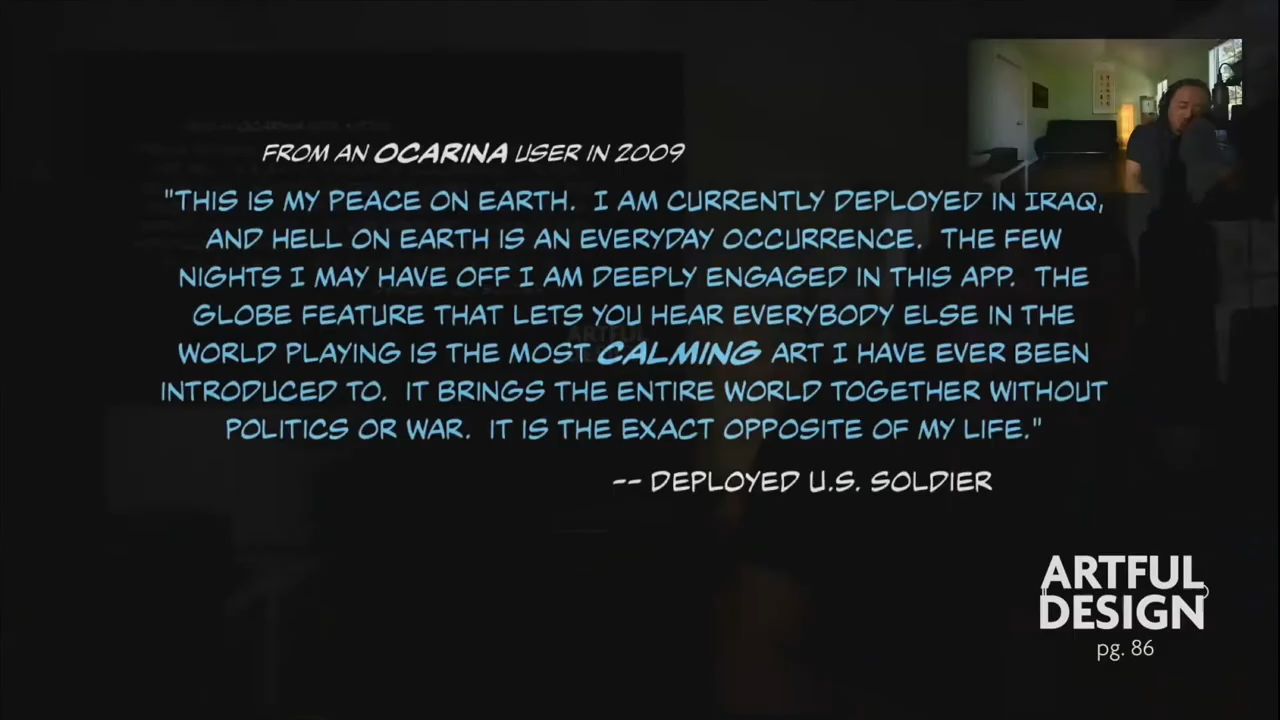 FROM AN OCARINA USER IN 2009
"THIS IS MY PEACE ON EARTH. I AM CURRENTLY DEPLOYED IN IRAQ,
AND HELL ON EARTH IS AN EVERYDAY OCCURRENCE. THE FEW
NIGHTS I MAY HAVE OFF I AM DEEPLY ENGAGED IN THIS APP. THE
GLOBE FEATURE THAT LETS YOU HEAR EVERYBODY ELSE IN THE
WORLD PLAYING IS THE MOST CALMING ART I HAVE EVER BEEN
INTRODUCED TO. IT BRINGS THE ENTIRE WORLD TOGETHER WITHOUT
POLITICS OR WAR. IT IS THE EXACT OPPOSITE OF MY LIFE."
-- DEPLOYED U.S. SOLDIER
ARTFUL
DESIGN
pg. 86